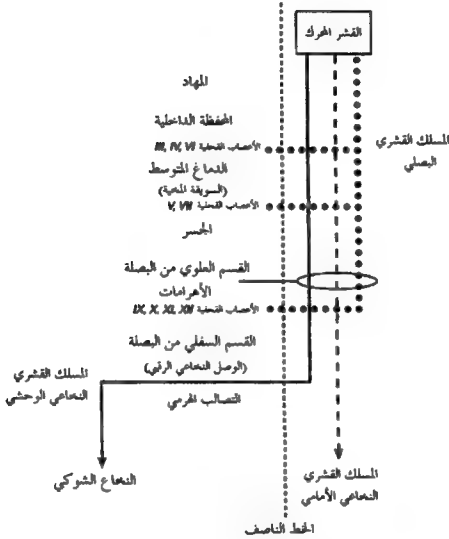 القشر المحرك
المهاد
المحفظة الداخلية
الأعصاب القحفية III, IV, VI
المسلك القشري
البصلي
الدماغ المتوسط
(السويقة المخية)
الأعصاب القحفية V, VII
الجسر
القسم العلوي من البصلة
الأهرامات
الأعصاب القحفية IX, X, XI, XII
القسم السفلي من البصلة
(الوصل النخاعي الرقبي)
المسلك القشري
النخاعي الوحشي
التصالب الهرمي
النخاع الشوكي
المسلك القشري
النخاعي الأمامي
الخط الناصف